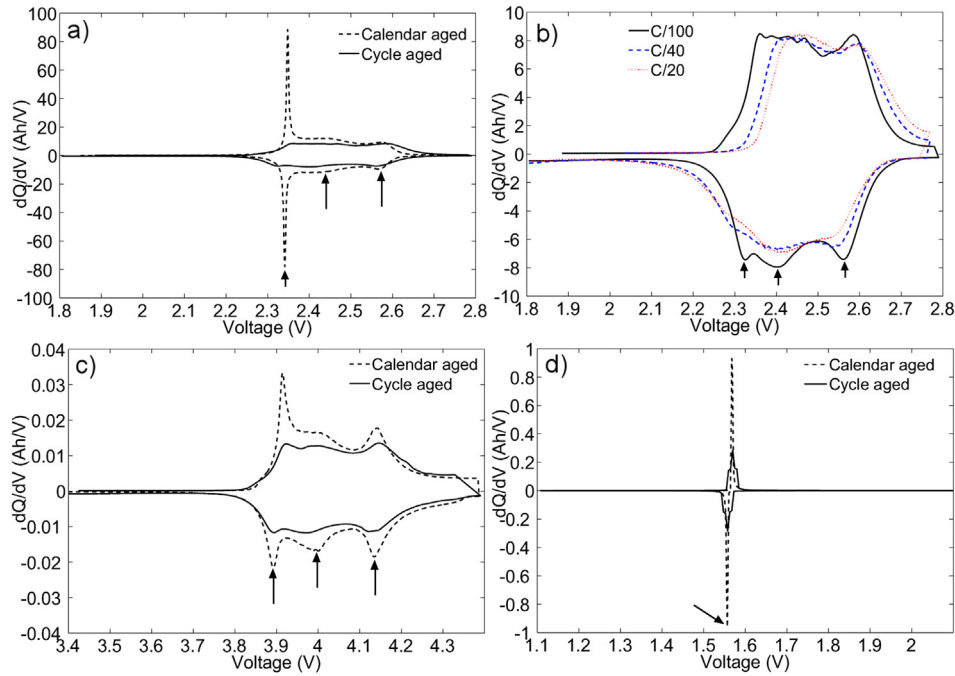 a)
Calendar aged
Cycle aged
100
80
60
40
20
0
-20
-40
-60
-80
-100
dQ/dV (Ah/V)
1.8 1.9 2 2.1 2.2 2.3 2.4 2.5 2.6 2.7 2.8
Voltage (V)
b)
C/100
C/40
C/20
10
8
6
4
2
0
-2
-4
-6
-8
-10
dQ/dV (Ah/V)
1.8 1.9 2 2.1 2.2 2.3 2.4 2.5 2.6 2.7 2.8 2.9
Voltage (V)
c)
Calendar aged
Cycle aged
0.04
0.03
0.02
0.01
0
-0.01
-0.02
-0.03
-0.04
dQ/dV (Ah/V)
3.4 3.5 3.6 3.7 3.8 3.9 4 4.1 4.2 4.3
Voltage (V)
d)
Calendar aged
Cycle aged
1
0.8
0.6
0.4
0.2
0
-0.2
-0.4
-0.6
-0.8
-1
dQ/dV (Ah/V)
1.1 1.2 1.3 1.4 1.5 1.6 1.7 1.8 1.9 2
Voltage (V)